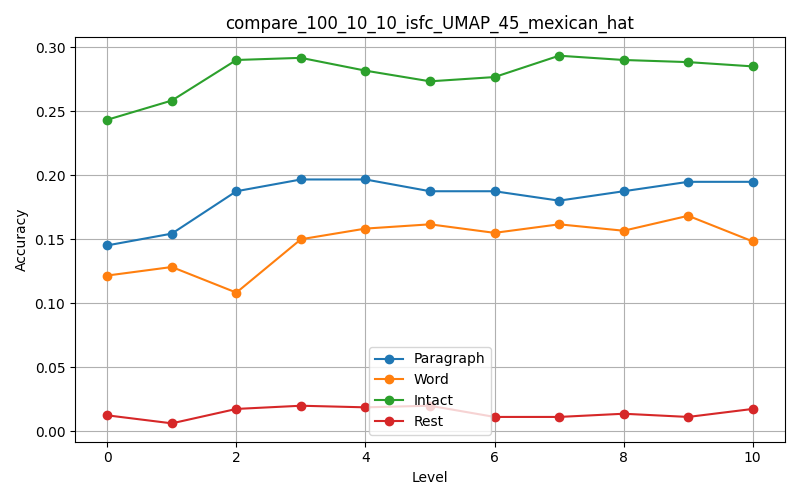 compare_100_10_10_isfc_UMAP_45_mexican_hat
0.30
0.25
0.20
0.15
0.10
0.05
0.00
Accuracy
Paragraph
Word
Intact
Rest
0 2 4 6 8 10
Level